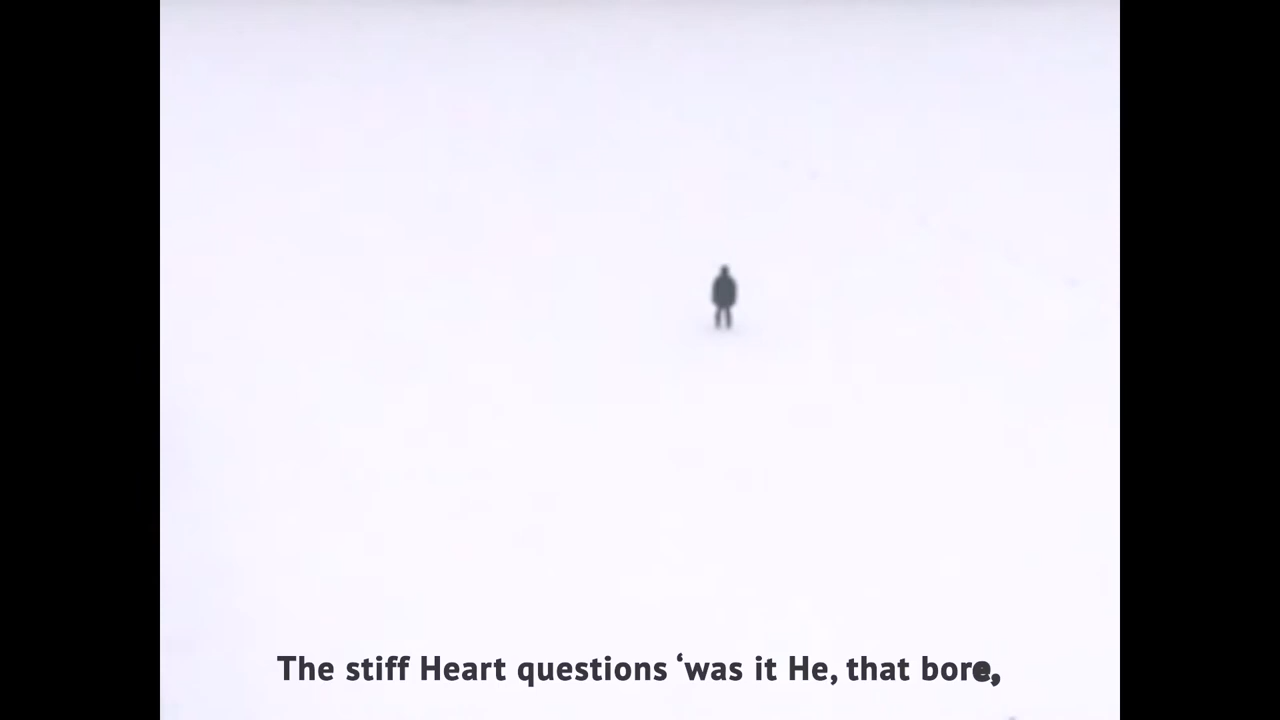 The stiff Heart questions ‘was it He, that bore,